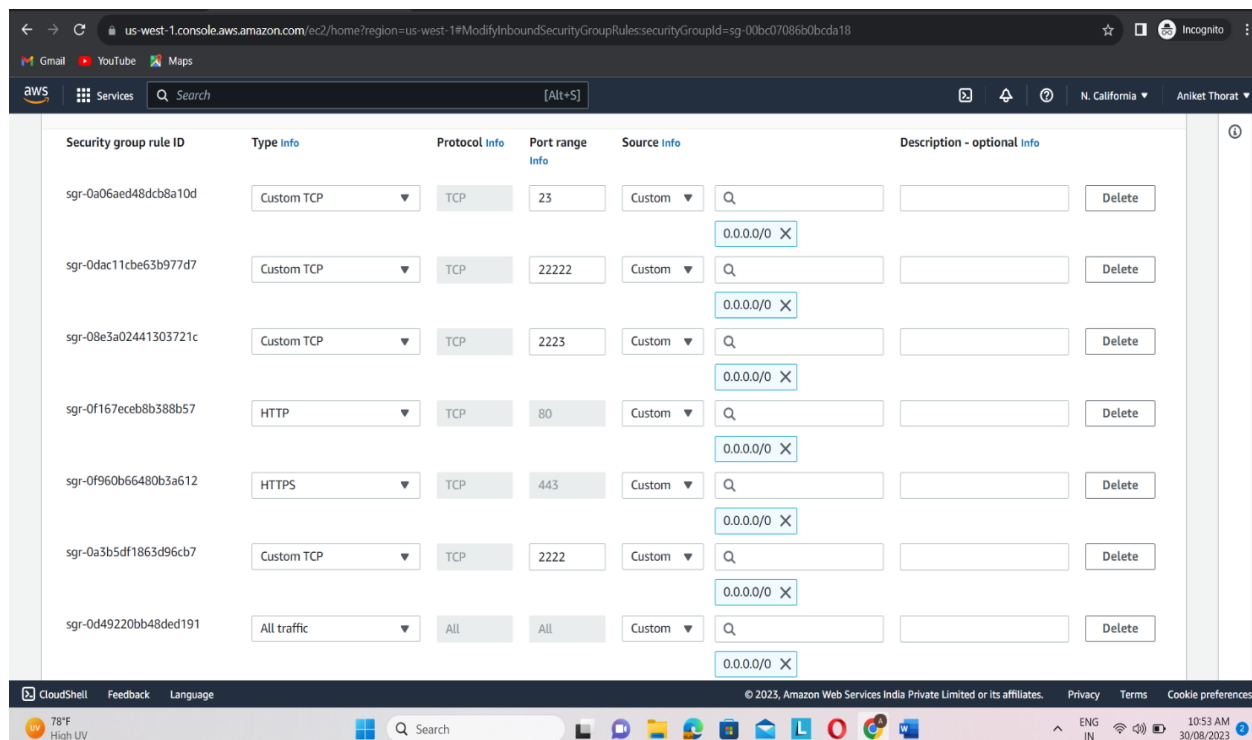 us-west-1.console.aws.amazon.com/ec2/home?region=us-west-1#ModifyInboundSecurityGroupRules:securityGroupId=sg-00bc07086b0bcda18 Incognito
Gmail YouTube Maps
aws Services Search [Alt+S] N. California Aniket Thorat
Security group rule ID Type Info Protocol Info Port range Info Source Info Description - optional Info
sgr-0a06aed48dcb8a10d Custom TCP TCP 23 Custom Delete
0.0.0.0/0
sgr-0dac11cbe63b977d7 Custom TCP TCP 22222 Custom Delete
0.0.0.0/0
sgr-08e3a02441303721c Custom TCP TCP 2223 Custom Delete
0.0.0.0/0
sgr-0f167eceb8b388b57 HTTP TCP 80 Custom Delete
0.0.0.0/0
sgr-0f960b66480b3a612 HTTPS TCP 443 Custom Delete
0.0.0.0/0
sgr-0a3b5df1863d96cb7 Custom TCP TCP 2222 Custom Delete
0.0.0.0/0
sgr-0d49220bb48ded191 All traffic All All Custom Delete
0.0.0.0/0
CloudShell Feedback Language © 2023, Amazon Web Services India Private Limited or its affiliates. Privacy Terms Cookie preferences
UV 78°F Search L A W ENG 10:53 AM 2
High UV IN 30/08/2023